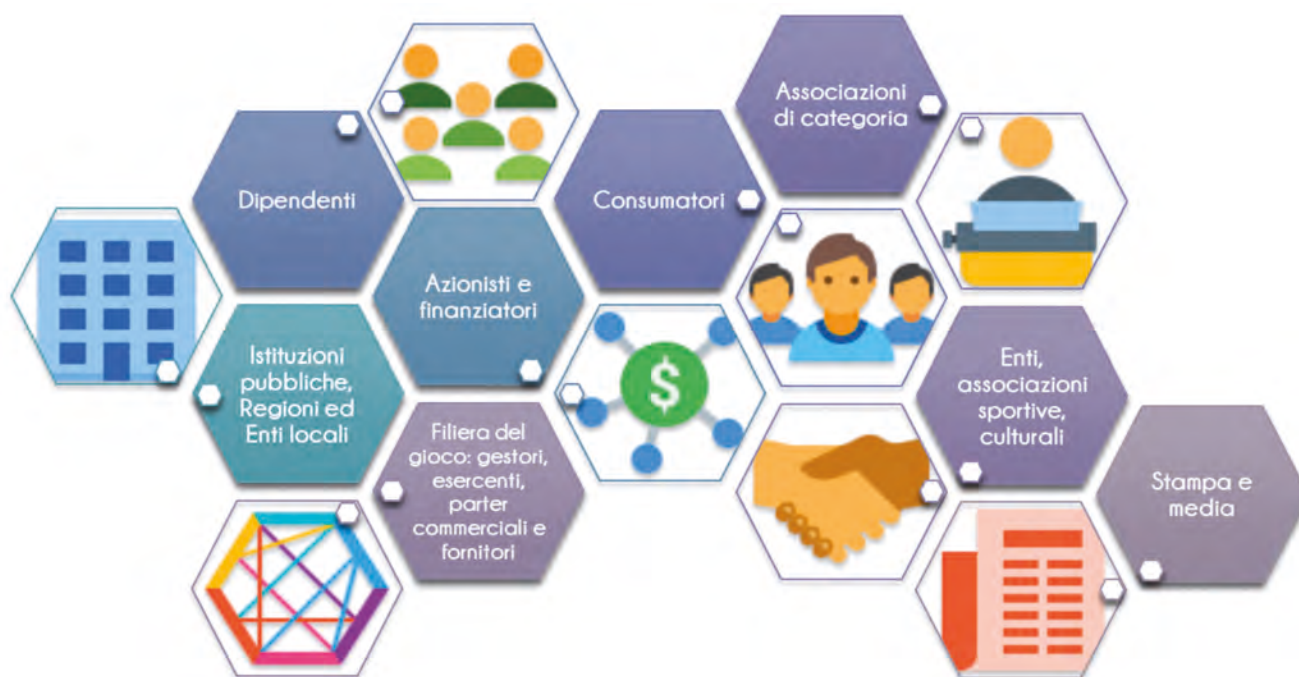 Associazioni
di categoria
Dipendenti
Consumatori
Azionisti e
finanziatori
Istituzioni
pubbliche,
Regioni ed
Enti locali
Enti,
associazioni
sportive,
culturali
Filiera del
gioco: gestori,
esercenti,
parter
commerciali e
fornitori
Stampa e
media
$